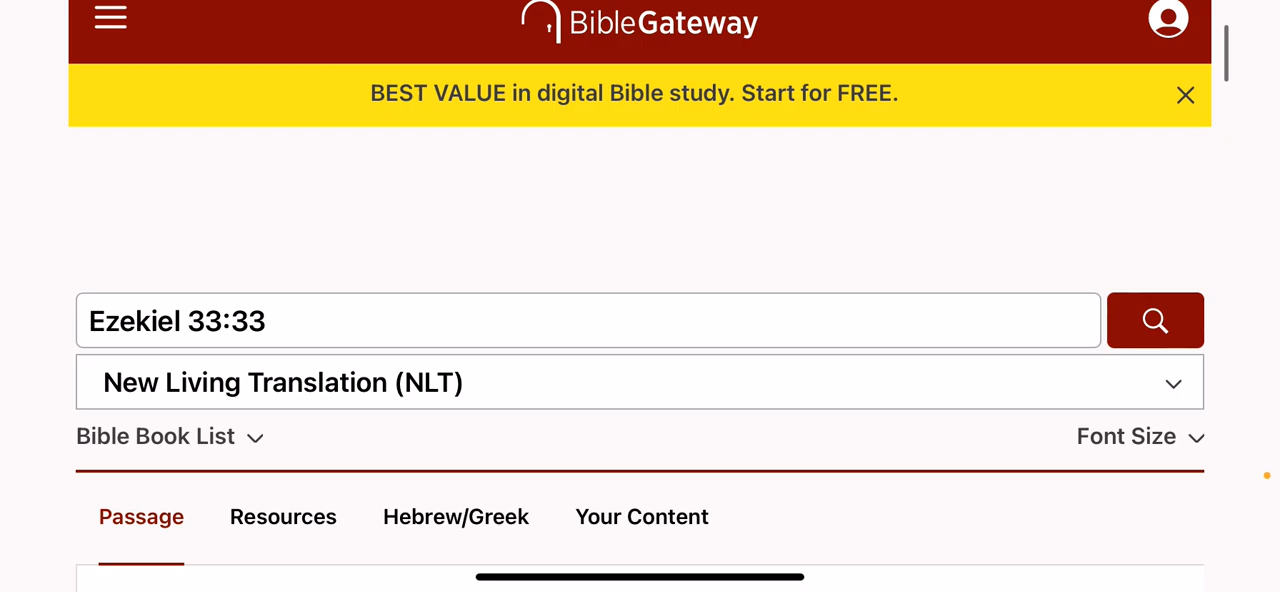 BibleGateway
BEST VALUE in digital Bible study. Start for FREE.
Ezekiel 33:33
New Living Translation (NLT)
Bible Book List
Font Size
Passage Resources Hebrew/Greek Your Content